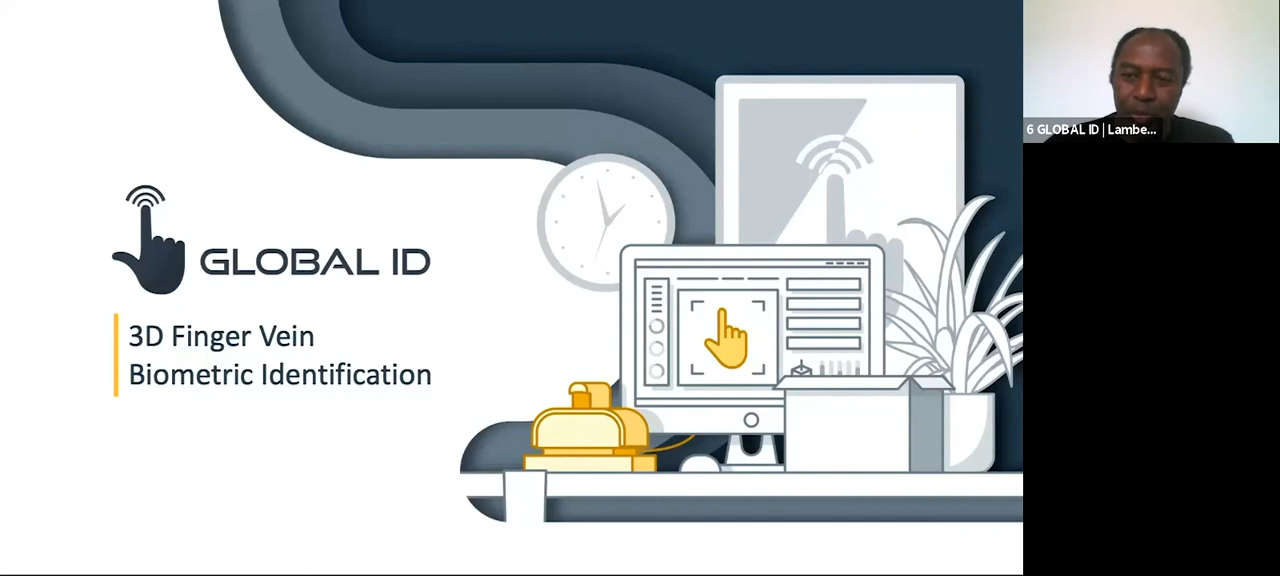 GLOBAL ID
3D Finger Vein
Biometric Identification
6 GLOBAL ID | Lambe...